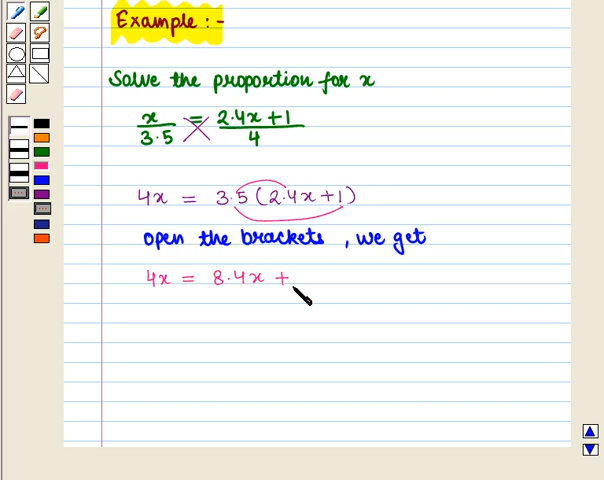 Example :-
Solve the proportion for x
x/3.5 = 2.4x+1/4
4x = 3.5(2.4x+1)
open the brackets, we get
4x = 8.4x +